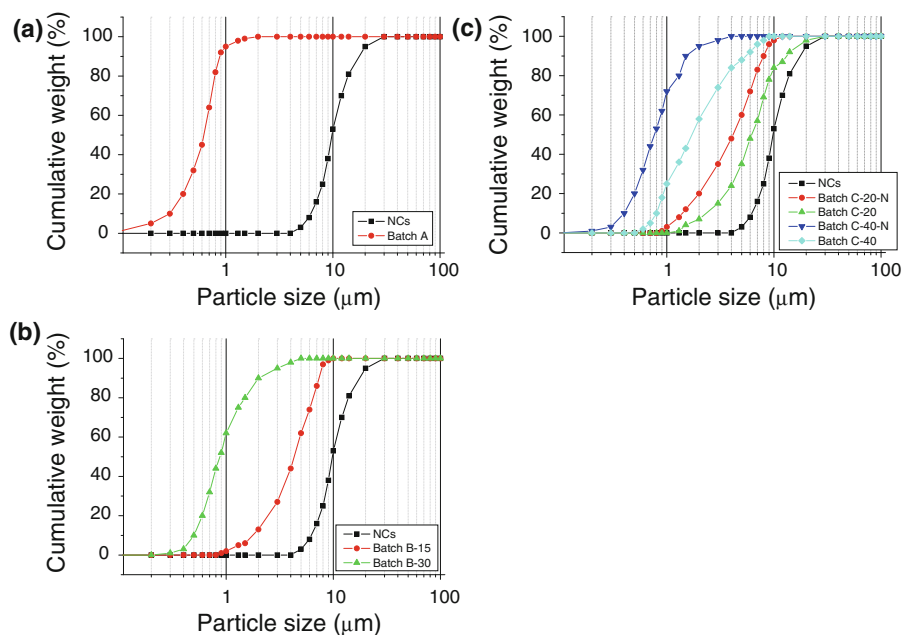 (a)
Cumulative weight (%)
100
80
60
40
20
0
NCs
Batch A
1
10
100
Particle size (μm)
(c)
Cumulative weight (%)
100
80
60
40
20
0
NCs
Batch C-20-N
Batch C-20
Batch C-40-N
Batch C-40
1
10
100
Particle size (μm)
(b)
Cumulative weight (%)
100
80
60
40
20
0
NCs
Batch B-15
Batch B-30
1
10
100
Particle size (μm)